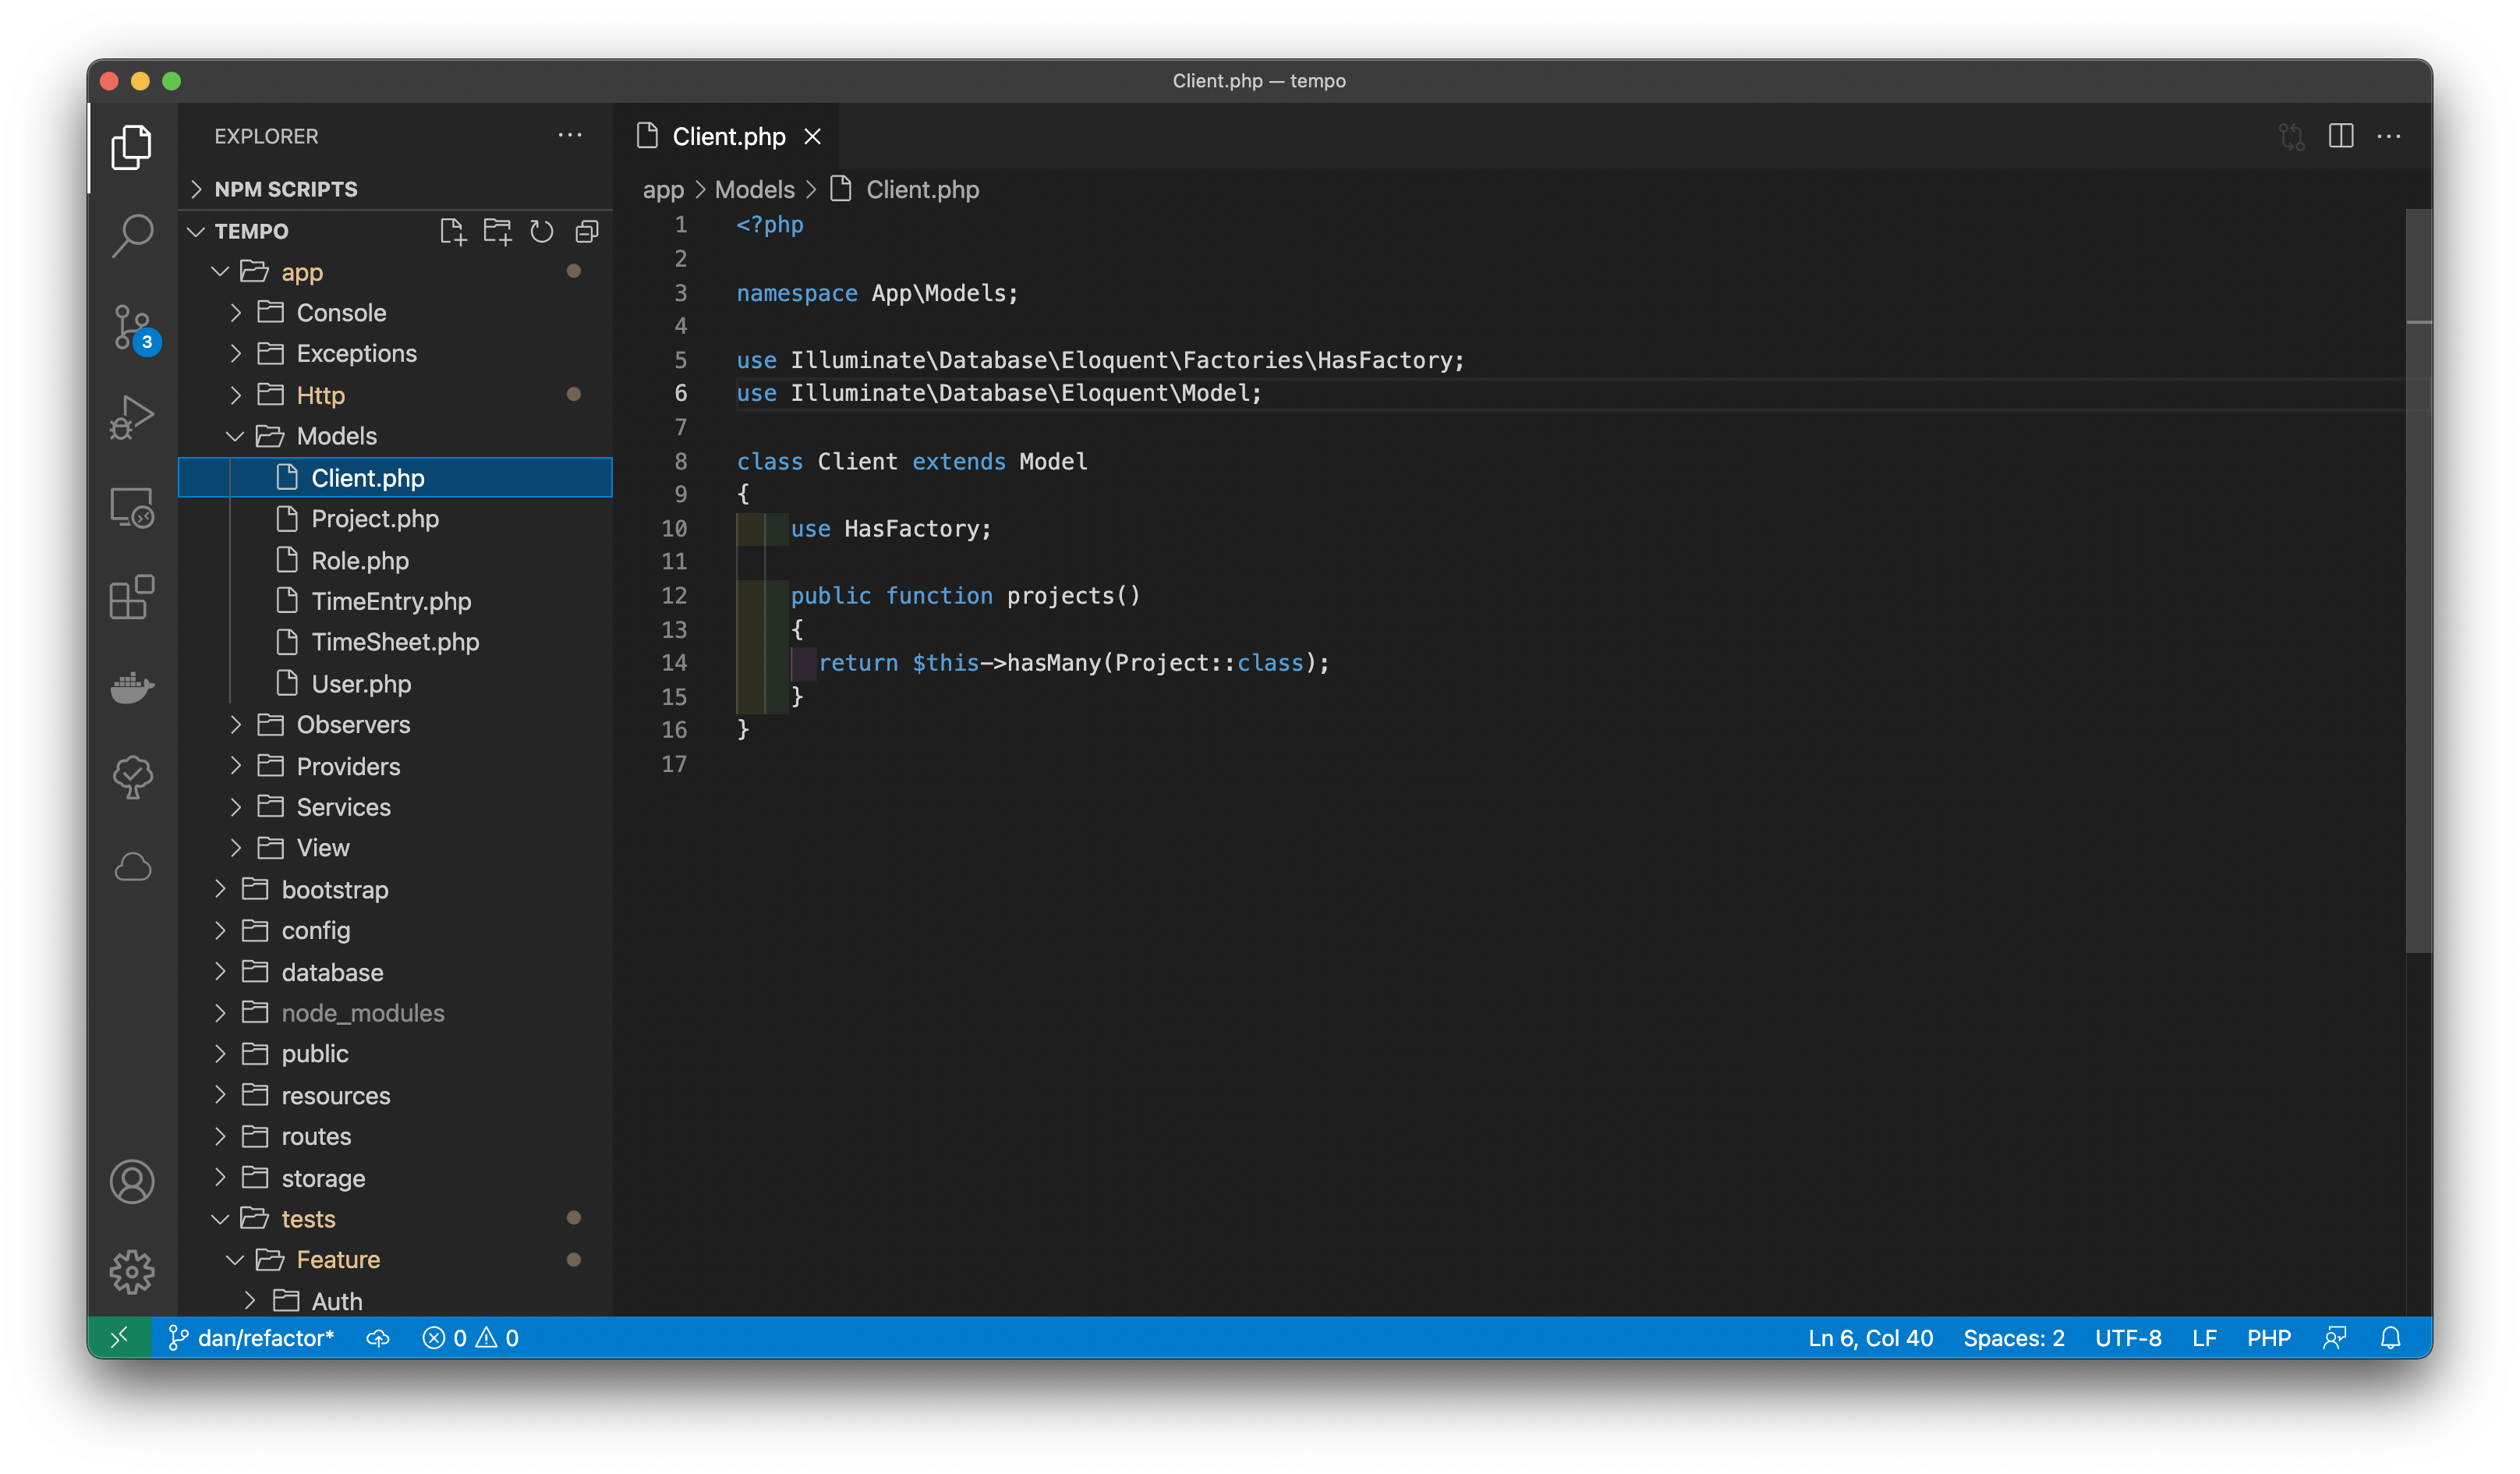 Client.php — tempo
EXPLORER
NPM SCRIPTS
TEMPO
app
Console
Exceptions
Http
Models
Client.php
Project.php
Role.php
TimeEntry.php
TimeSheet.php
User.php
Observers
Providers
Services
View
bootstrap
config
database
node_modules
public
resources
routes
storage
tests
Feature
Auth
3
Client.php
app > Models > Client.php
1 <?php
2
3 namespace App\Models;
4
5 use Illuminate\Database\Eloquent\Factories\HasFactory;
6 use Illuminate\Database\Eloquent\Model;
7
8 class Client extends Model
9 {
10     use HasFactory;
11
12     public function projects()
13     {
14       return $this->hasMany(Project::class);
15     }
16 }
17
dan/refactor* 0 0 Ln 6, Col 40 Spaces: 2 UTF-8 LF PHP